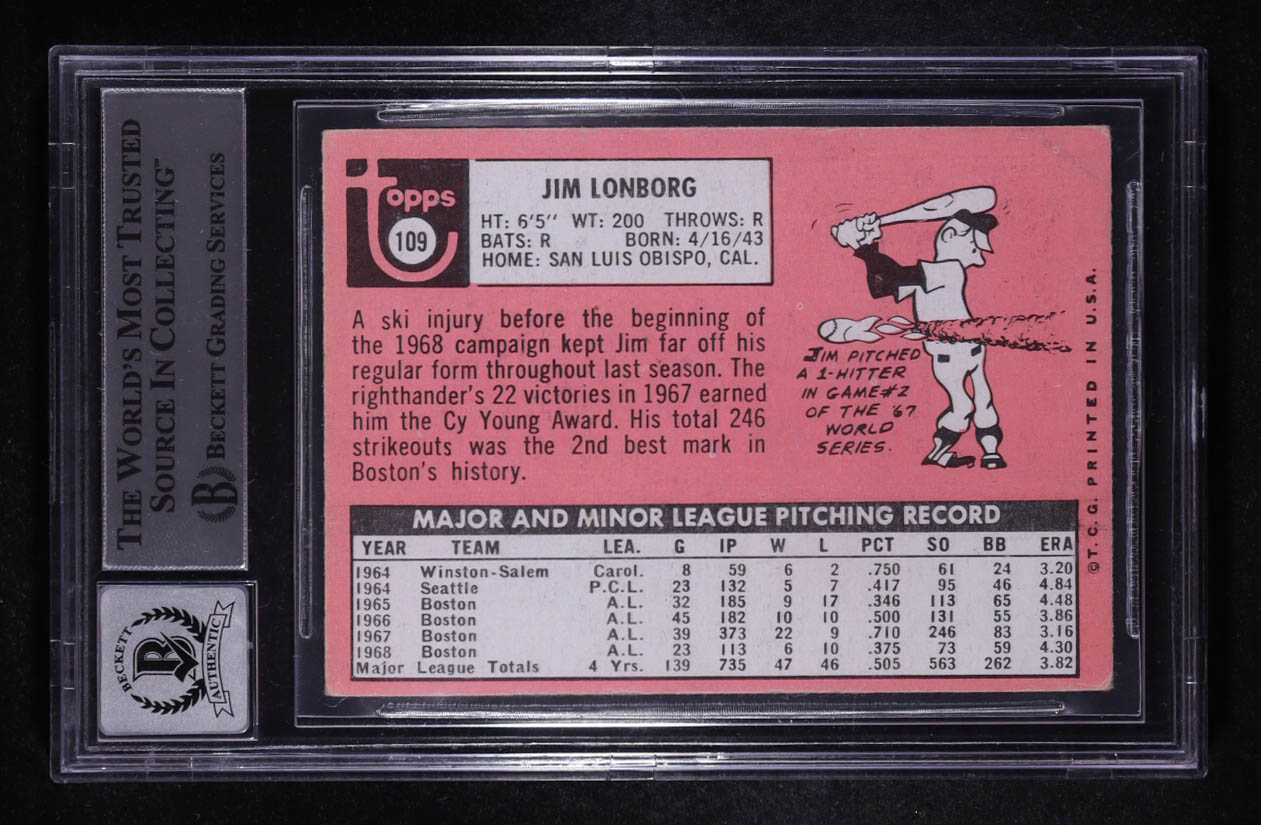 THE WORLD'S MOST TRUSTED
SOURCE IN COLLECTING™
BECKETT GRADING SERVICES
B
BECKETT
B
AUTHENTIC
topps
109
JIM LONBORG
HT: 6'5'' WT: 200 THROWS: R
BATS: R BORN: 4/16/43
HOME: SAN LUIS OBISPO, CAL.
A ski injury before the beginning of
the 1968 campaign kept Jim far off his
regular form throughout last season. The
righthander's 22 victories in 1967 earned
him the Cy Young Award. His total 246
strikeouts was the 2nd best mark in
Boston's history.
JIM PITCHED
A 1-HITTER
IN GAME #2
OF THE '67
WORLD
SERIES.
MAJOR AND MINOR LEAGUE PITCHING RECORD
YEAR TEAM LEA. G IP W L PCT SO BB ERA
1964 Winston-Salem Carol. 8 59 6 2 .750 61 24 3.20
1964 Seattle P.C.L. 23 132 5 7 .417 95 46 4.84
1965 Boston A.L. 32 185 9 17 .346 113 65 4.48
1966 Boston A.L. 45 182 10 10 .500 131 55 3.86
1967 Boston A.L. 39 373 22 9 .710 246 83 3.16
1968 Boston A.L. 23 113 6 10 .375 73 59 4.30
Major League Totals 4 Yrs. 139 735 47 46 .505 563 262 3.82
©T.C.G. PRINTED IN U.S.A.